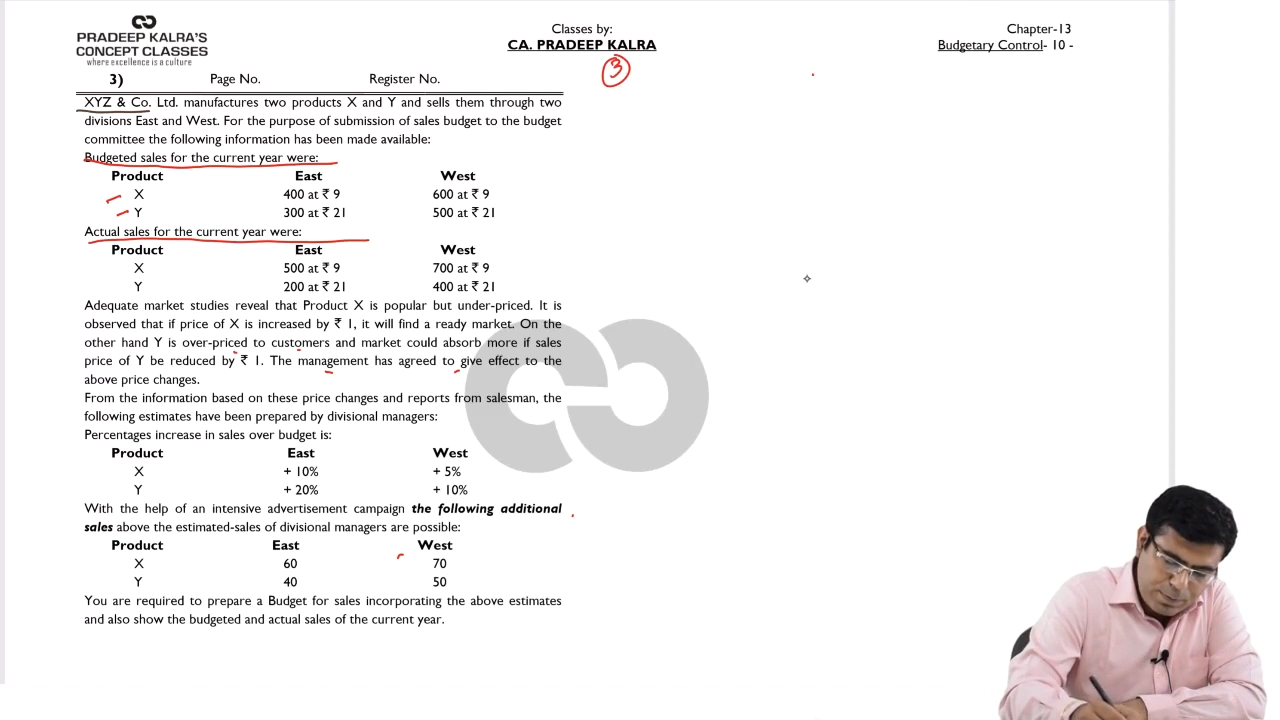 PRADEEP KALRA'S
CONCEPT CLASSES
where excellence is a culture
Classes by:
CA. PRADEEP KALRA
Chapter-13
Budgetary Control- 10 -
3
3) Page No. Register No.
XYZ & Co. Ltd. manufactures two products X and Y and sells them through two
divisions East and West. For the purpose of submission of sales budget to the budget
committee the following information has been made available:
Budgeted sales for the current year were:
Product East West
X 400 at ₹ 9 600 at ₹ 9
Y 300 at ₹ 21 500 at ₹ 21
Actual sales for the current year were:
Product East West
X 500 at ₹ 9 700 at ₹ 9
Y 200 at ₹ 21 400 at ₹ 21
Adequate market studies reveal that Product X is popular but under-priced. It is
observed that if price of X is increased by ₹ 1, it will find a ready market. On the
other hand Y is over-priced to customers and market could absorb more if sales
price of Y be reduced by ₹ 1. The management has agreed to give effect to the
above price changes.
From the information based on these price changes and reports from salesman, the
following estimates have been prepared by divisional managers:
Percentages increase in sales over budget is:
Product East West
X + 10% + 5%
Y + 20% + 10%
With the help of an intensive advertisement campaign the following additional
sales above the estimated-sales of divisional managers are possible:
Product East West
X 60 70
Y 40 50
You are required to prepare a Budget for sales incorporating the above estimates
and also show the budgeted and actual sales of the current year.